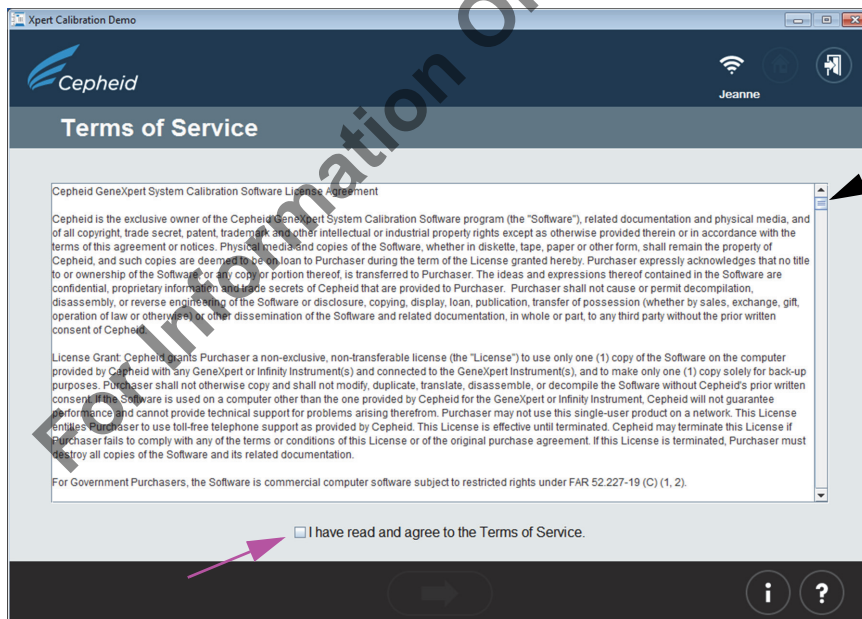 Xpert Calibration Demo
Cepheid
Jeanne
Terms of Service
Cepheid GeneXpert System Calibration Software License Agreement
Cepheid is the exclusive owner of the Cepheid GeneXpert System Calibration Software program (the "Software"), related documentation and physical media, and
of all copyright, trade secret, patent, trademark and other intellectual or industrial property rights except as otherwise provided therein or in accordance with the
terms of this agreement or notices. Physical media and copies of the Software, whether in diskette, tape, paper or other form, shall remain the property of
Cepheid, and such copies are deemed to be on loan to Purchaser during the term of the License granted hereby. Purchaser expressly acknowledges that no title
to or ownership of the Software, or any copy or portion thereof, is transferred to Purchaser. The ideas and expressions thereof contained in the Software are
confidential, proprietary information and trade secrets of Cepheid that are provided to Purchaser. Purchaser shall not cause or permit decompilation,
disassembly, or reverse engineering of the Software or disclosure, copying, display, loan, publication, transfer of possession (whether by sales, exchange, gift,
operation of law or otherwise) or other dissemination of the Software and related documentation, in whole or part, to any third party without the prior written
consent of Cepheid.
License Grant: Cepheid grants Purchaser a non-exclusive, non-transferable license (the "License") to use only one (1) copy of the Software on the computer
provided by Cepheid with any GeneXpert or Infinity Instrument(s) and connected to the GeneXpert Instrument(s), and to make only one (1) copy solely for back-up
purposes. Purchaser shall not otherwise copy and shall not modify, duplicate, translate, disassemble, or decompile the Software without Cepheid's prior written
consent. If the Software is used on a computer other than the one provided by Cepheid for the GeneXpert or Infinity Instrument, Cepheid will not guarantee
performance and cannot provide technical support for problems arising therefrom. Purchaser may not use this single-user product on a network. This License
entitles Purchaser to use toll-free telephone support as provided by Cepheid. This License is effective until terminated. Cepheid may terminate this License if
Purchaser fails to comply with any of the terms or conditions of this License or of the original purchase agreement. If this License is terminated, Purchaser must
destroy all copies of the Software and its related documentation.
For Government Purchasers, the Software is commercial computer software subject to restricted rights under FAR 52.227-19 (C) (1, 2).
I have read and agree to the Terms of Service.
i ?
For Information